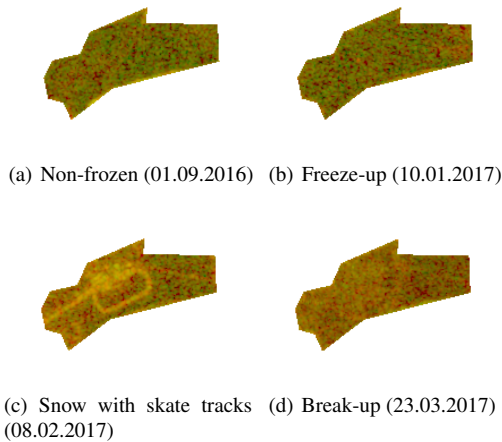 (a) Non-frozen (01.09.2016)
(b) Freeze-up (10.01.2017)
(c) Snow with skate tracks
(08.02.2017)
(d) Break-up (23.03.2017)